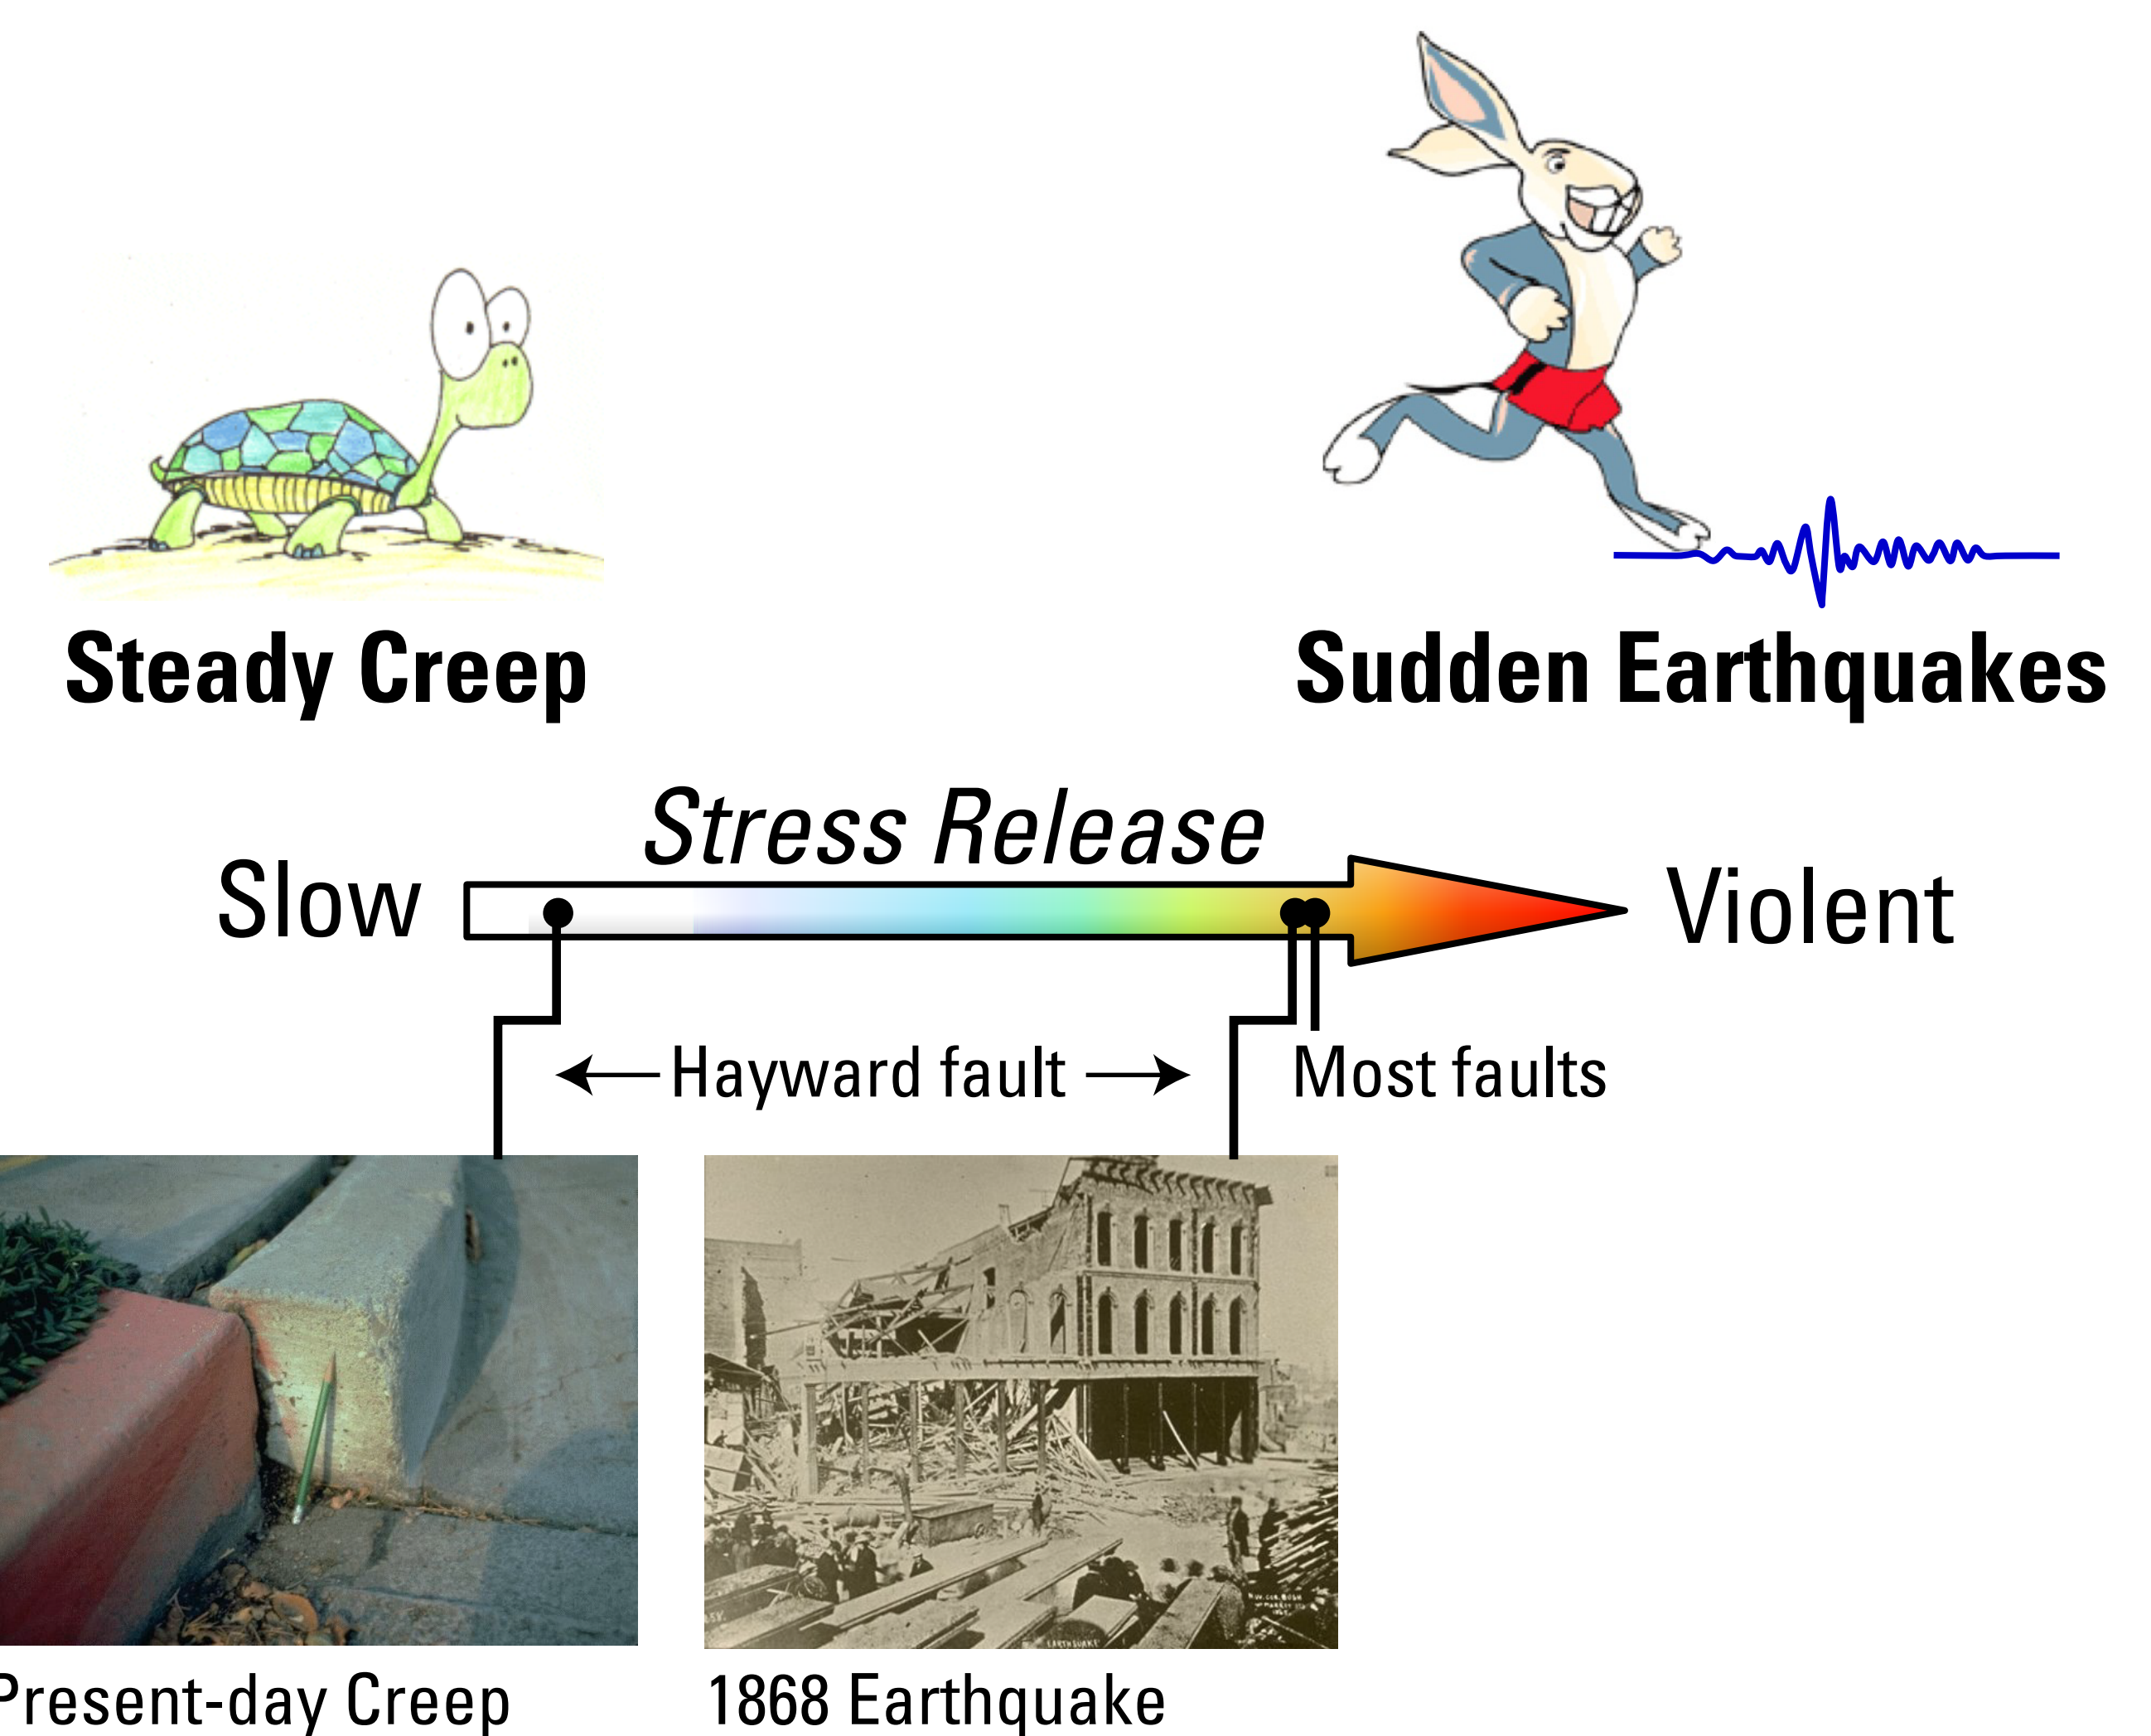 Steady Creep
Sudden Earthquakes
Stress Release
Slow
Violent
Hayward fault
Most faults
Present-day Creep
1868 Earthquake